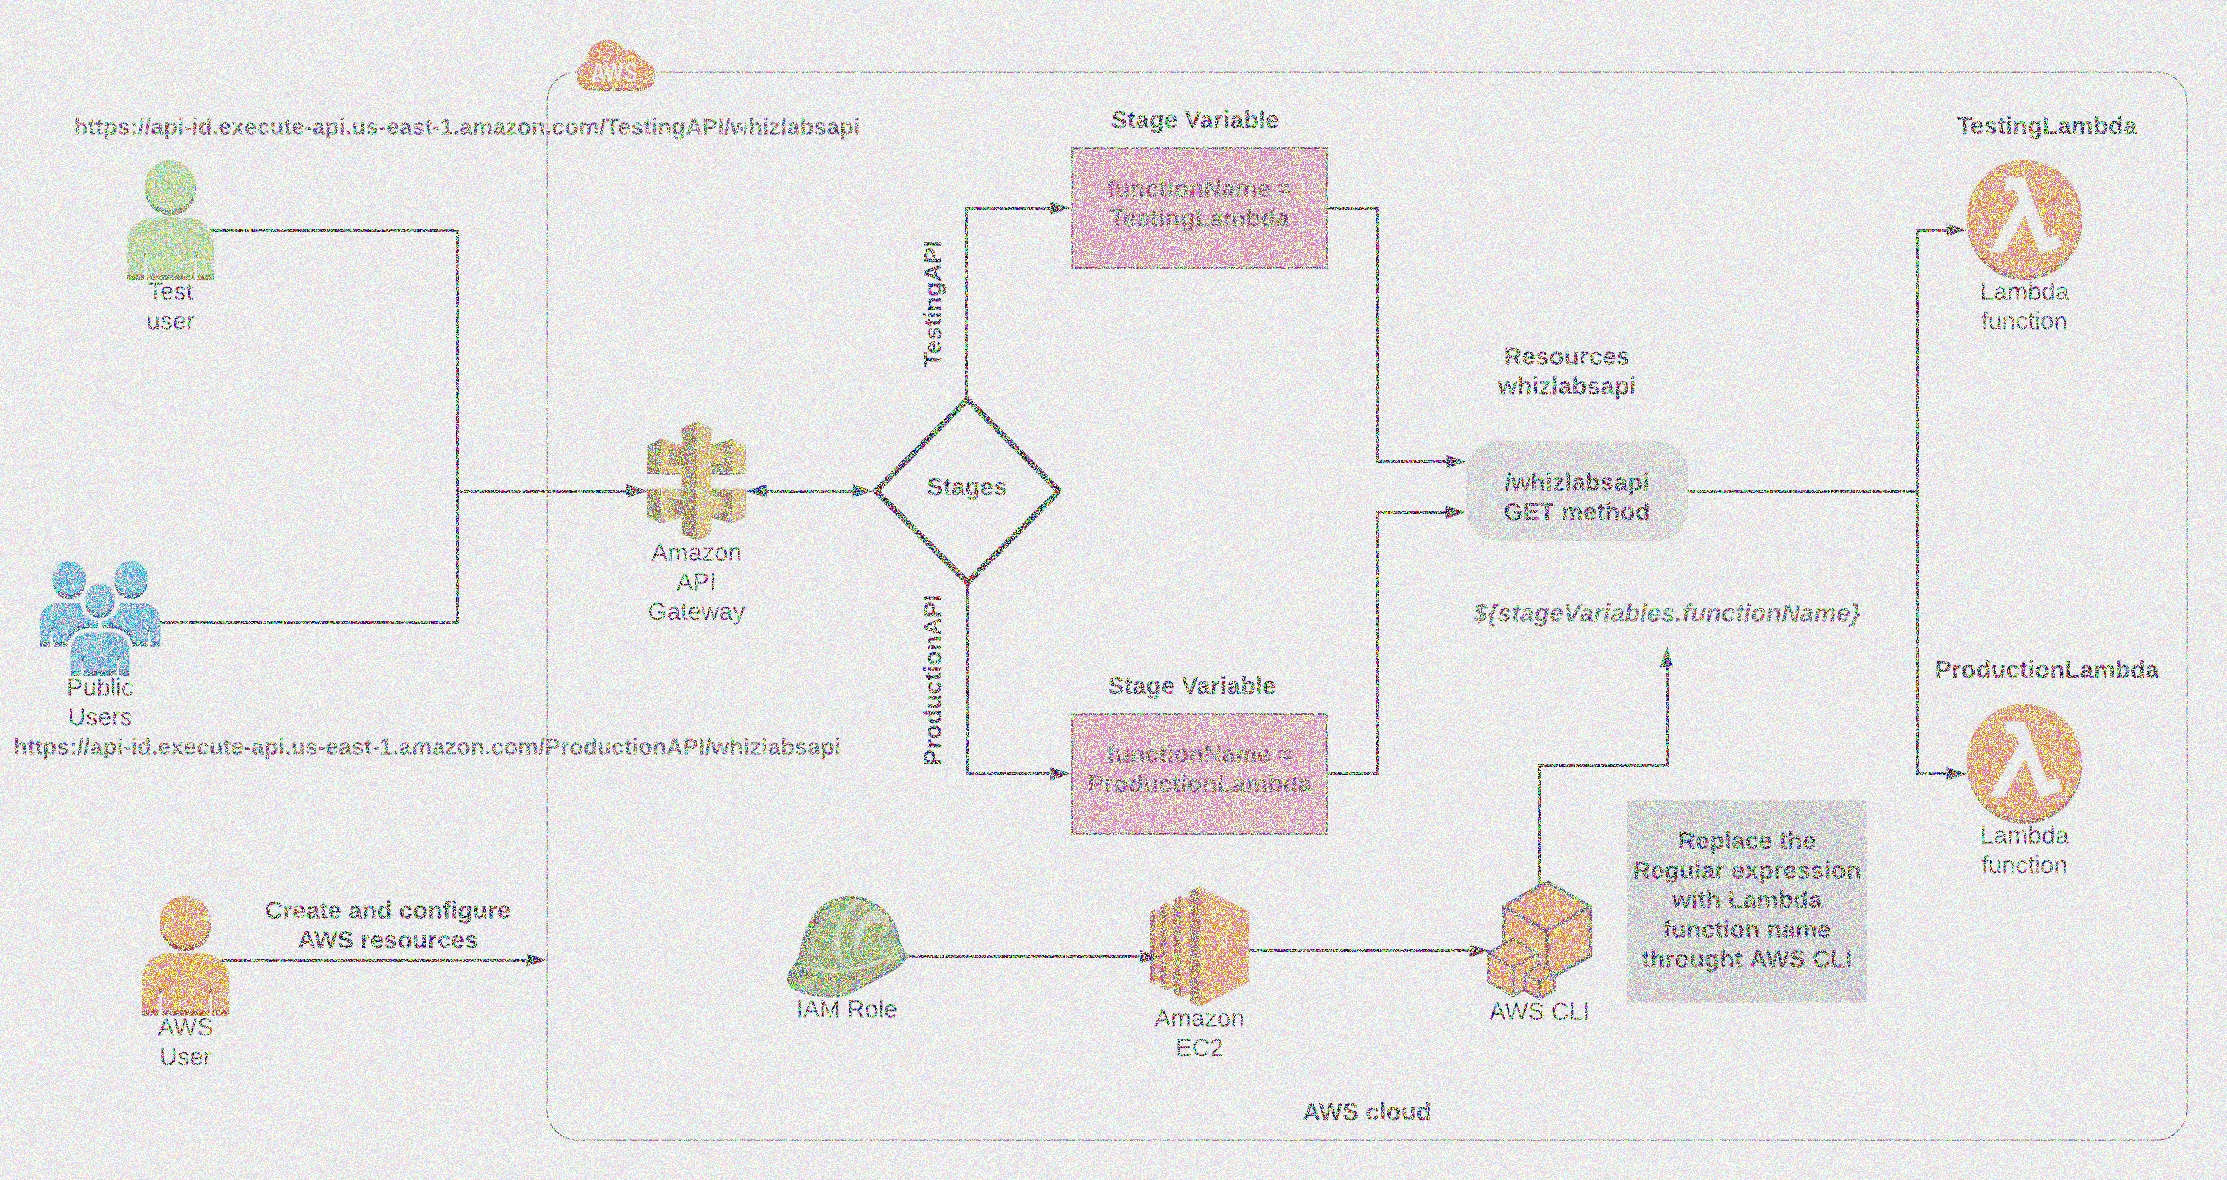 AWS
https://api-id.execute-api.us-east-1.amazon.com/TestingAPI/whizlabsapi
Stage Variable
TestingLambda
functionName =
TestingLambda
Test
user
TestingAPI
Lambda
function
Resources
whizlabsapi
Stages
/whizlabsapi
GET method
Amazon
API
Gateway
${stageVariables.functionName}
ProductionAPI
Public
Users
https://api-id.execute-api.us-east-1.amazon.com/ProductionAPI/whizlabsapi
Stage Variable
functionName =
ProductionLambda
ProductionLambda
Lambda
function
Replace the
Regular expression
with Lambda
function name
throught AWS CLI
Create and configure
AWS resources
AWS
User
IAM Role
Amazon
EC2
AWS CLI
AWS cloud